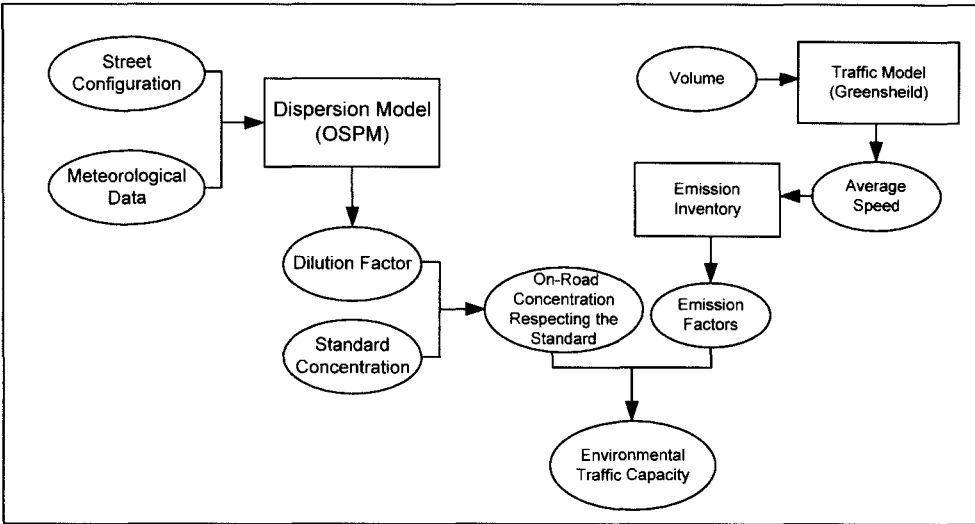 Street
Configuration
Meteorological
Data
Dispersion Model
(OSPM)
Dilution Factor
Standard
Concentration
On-Road
Concentration
Respecting the
Standard
Volume
Traffic Model
(Greensheild)
Average
Speed
Emission
Inventory
Emission
Factors
Environmental
Traffic Capacity